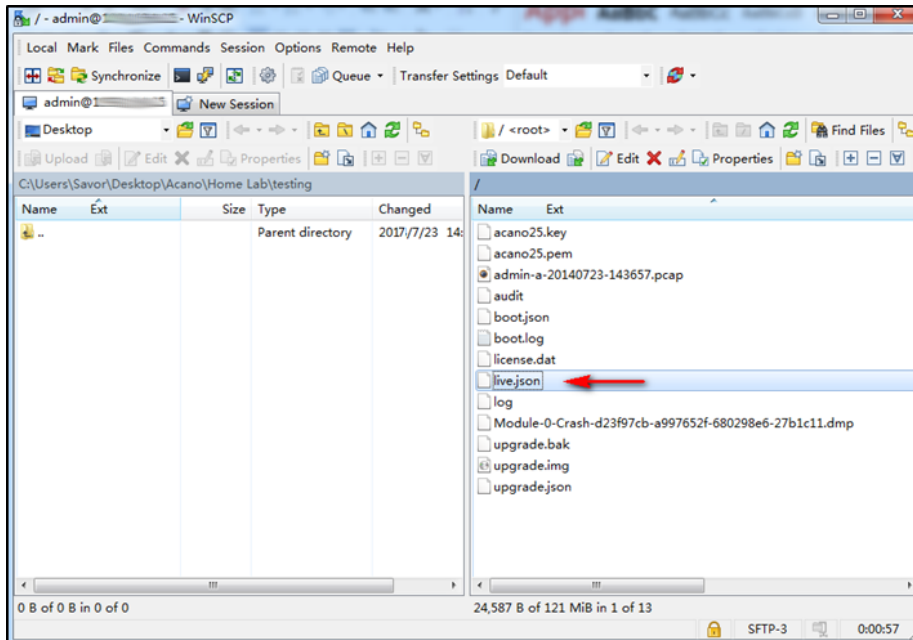 / - admin@1 - WinSCP
Local Mark Files Commands Session Options Remote Help
Synchronize Queue Transfer Settings Default
admin@1 New Session
Desktop / <root> Find Files
Upload Edit Properties Download Edit Properties
C:\Users\Savor\Desktop\Acano\Home Lab\testing /
Name Ext Size Type Changed Name Ext
.. Parent directory 2017/7/23 14: acano25.key
acano25.pem
admin-a-20140723-143657.pcap
audit
boot.json
boot.log
license.dat
live.json
log
Module-0-Crash-d23f97cb-a997652f-680298e6-27b1c11.dmp
upgrade.bak
upgrade.img
upgrade.json
0 B of 0 B in 0 of 0 24,587 B of 121 MiB in 1 of 13
SFTP-3 0:00:57